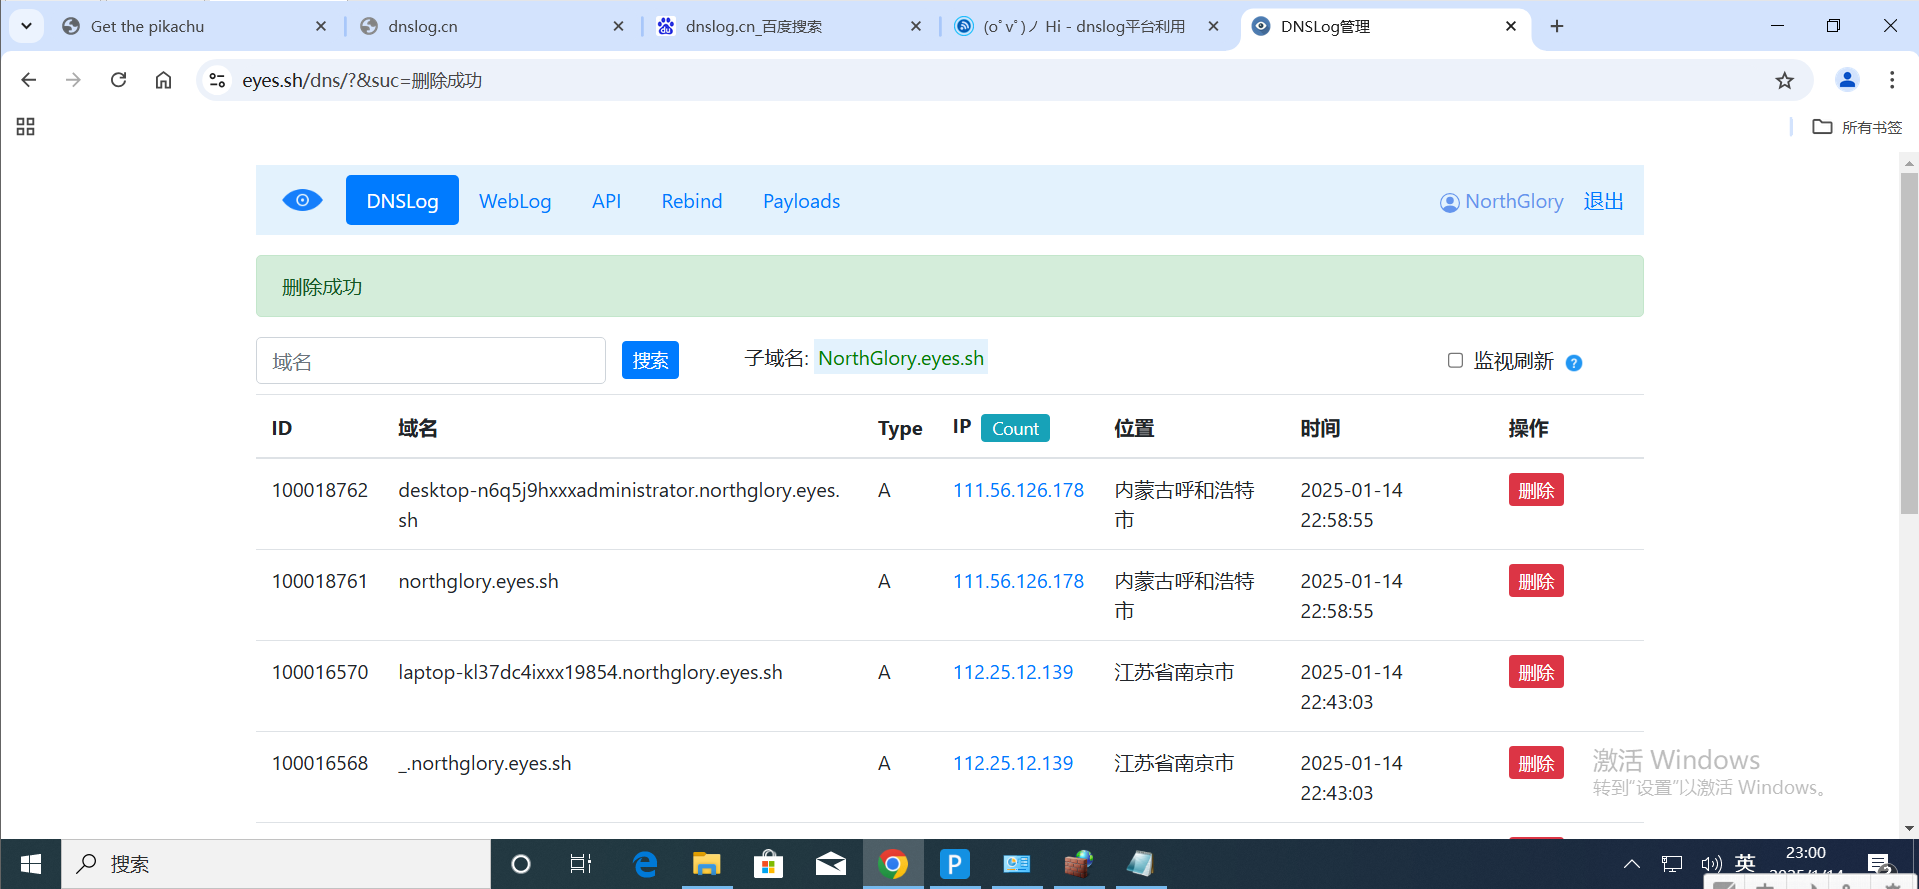 Get the pikachu
dnslog.cn
dnslog.cn_百度搜索
(oﾟvﾟ)ノ Hi - dnslog平台利用
DNSLog管理
eyes.sh/dns/?&suc=删除成功
所有书签
DNSLog
WebLog
API
Rebind
Payloads
NorthGlory
退出
删除成功
域名
搜索
子域名: NorthGlory.eyes.sh
监视刷新
?
ID
域名
Type
IP Count
位置
时间
操作
100018762
desktop-n6q5j9hxxxadministrator.northglory.eyes.
sh
A
111.56.126.178
内蒙古呼和浩特
市
2025-01-14
22:58:55
删除
100018761
northglory.eyes.sh
A
111.56.126.178
内蒙古呼和浩特
市
2025-01-14
22:58:55
删除
100016570
laptop-kl37dc4ixxx19854.northglory.eyes.sh
A
112.25.12.139
江苏省南京市
2025-01-14
22:43:03
删除
100016568
_.northglory.eyes.sh
A
112.25.12.139
江苏省南京市
2025-01-14
22:43:03
删除
激活 Windows
转到"设置"以激活 Windows。
搜索
P
英
23:00